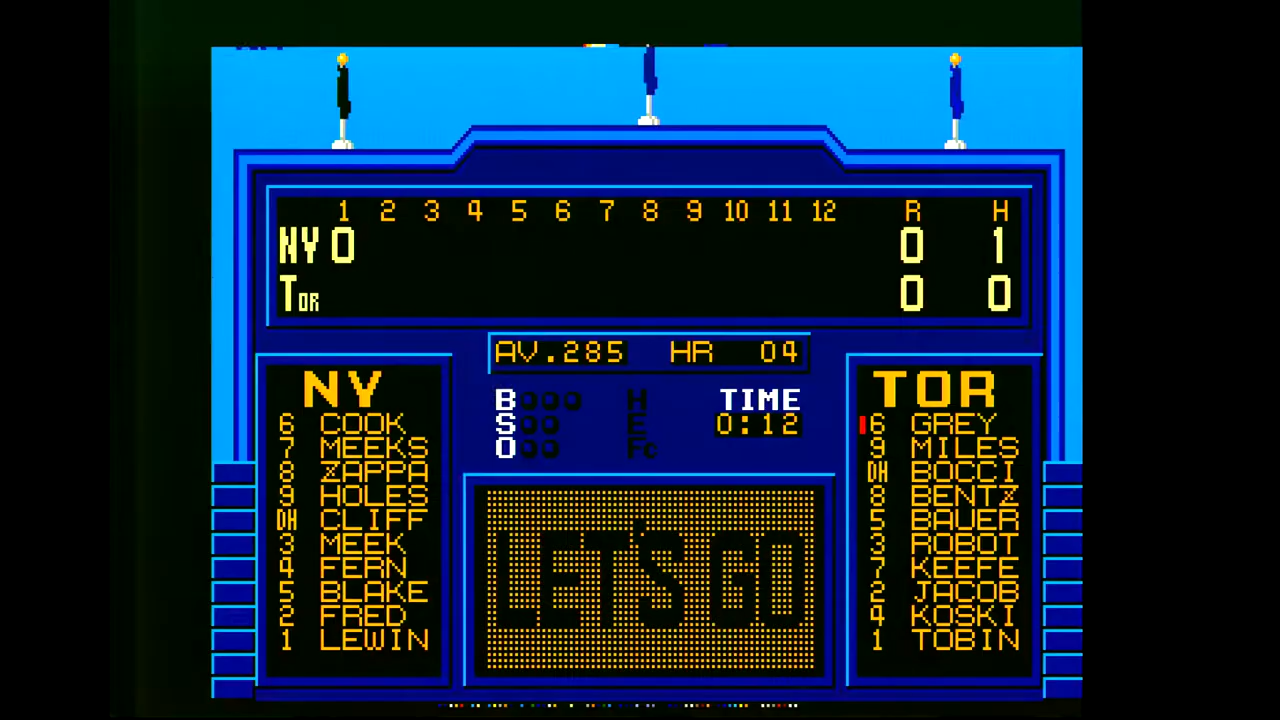 1 2 3 4 5 6 7 8 9 10 11 12 R H
NY 0 0 1
TOR 0 0
AV.285 HR 04
B H TIME
S E 0:12
O Fc
NY
6 COOK
7 MEEKS
8 ZAPPA
9 HOLES
DH CLIFF
3 MEEK
4 FERN
5 BLAKE
2 FRED
1 LEWIN
LET'S GO
TOR
6 GREY
9 MILES
DH BOCCI
8 BENTZ
5 BAUER
3 ROBOT
7 KEEFE
2 JACOB
4 KOSKI
1 TOBIN